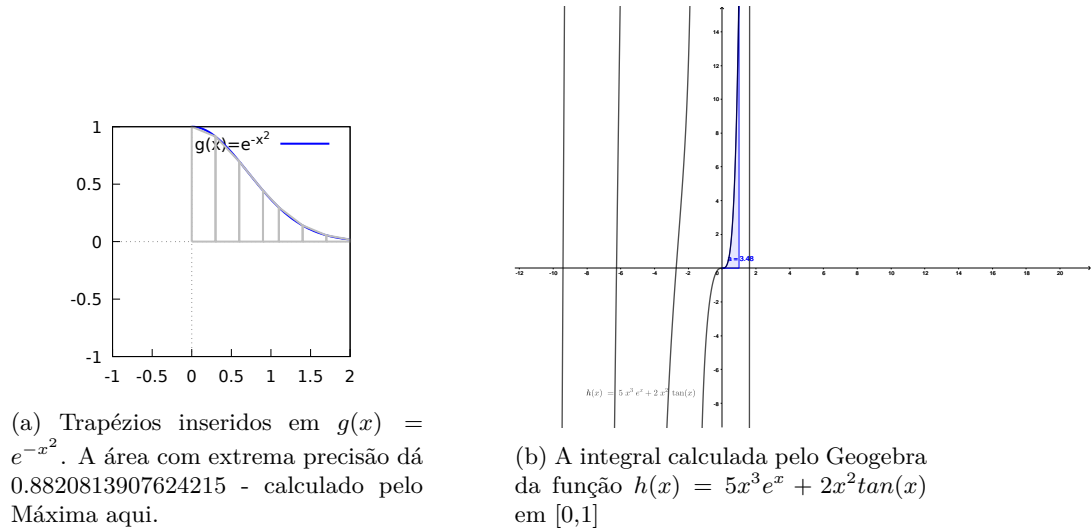 1
0.5
0
-0.5
-1
-1 -0.5 0 0.5 1 1.5 2
g(x)=e^-x^2
(a) Trapézios inseridos em g(x) =
e^{-x^2}. A área com extrema precisão dá
0.8820813907624215 - calculado pelo
Máxima aqui.
14
12
10
8
6
4
2
a = 3.48
-12 -10 -8 -6 -4 -2 0 2 4 6 8 10 12 14 16 18 20
-2
-4
-6
-8
h(x) = 5 x^3 e^x + 2 x^2 tan(x)
(b) A integral calculada pelo Geogebra
da função h(x) = 5x^3e^x + 2x^2tan(x)
em [0,1]